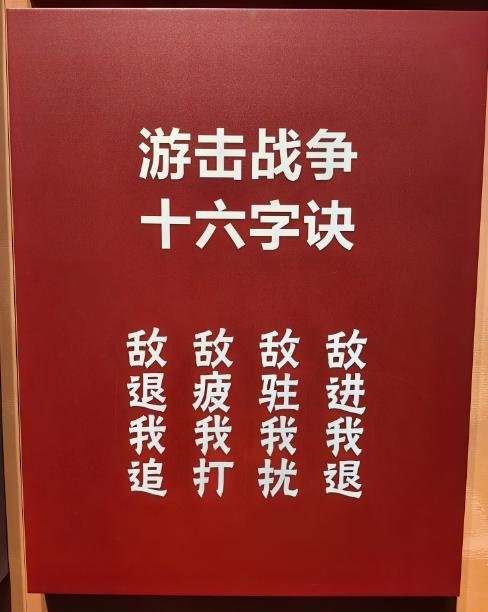 游击战争
十六字诀
敌进我退
敌驻我扰
敌疲我打
敌退我追